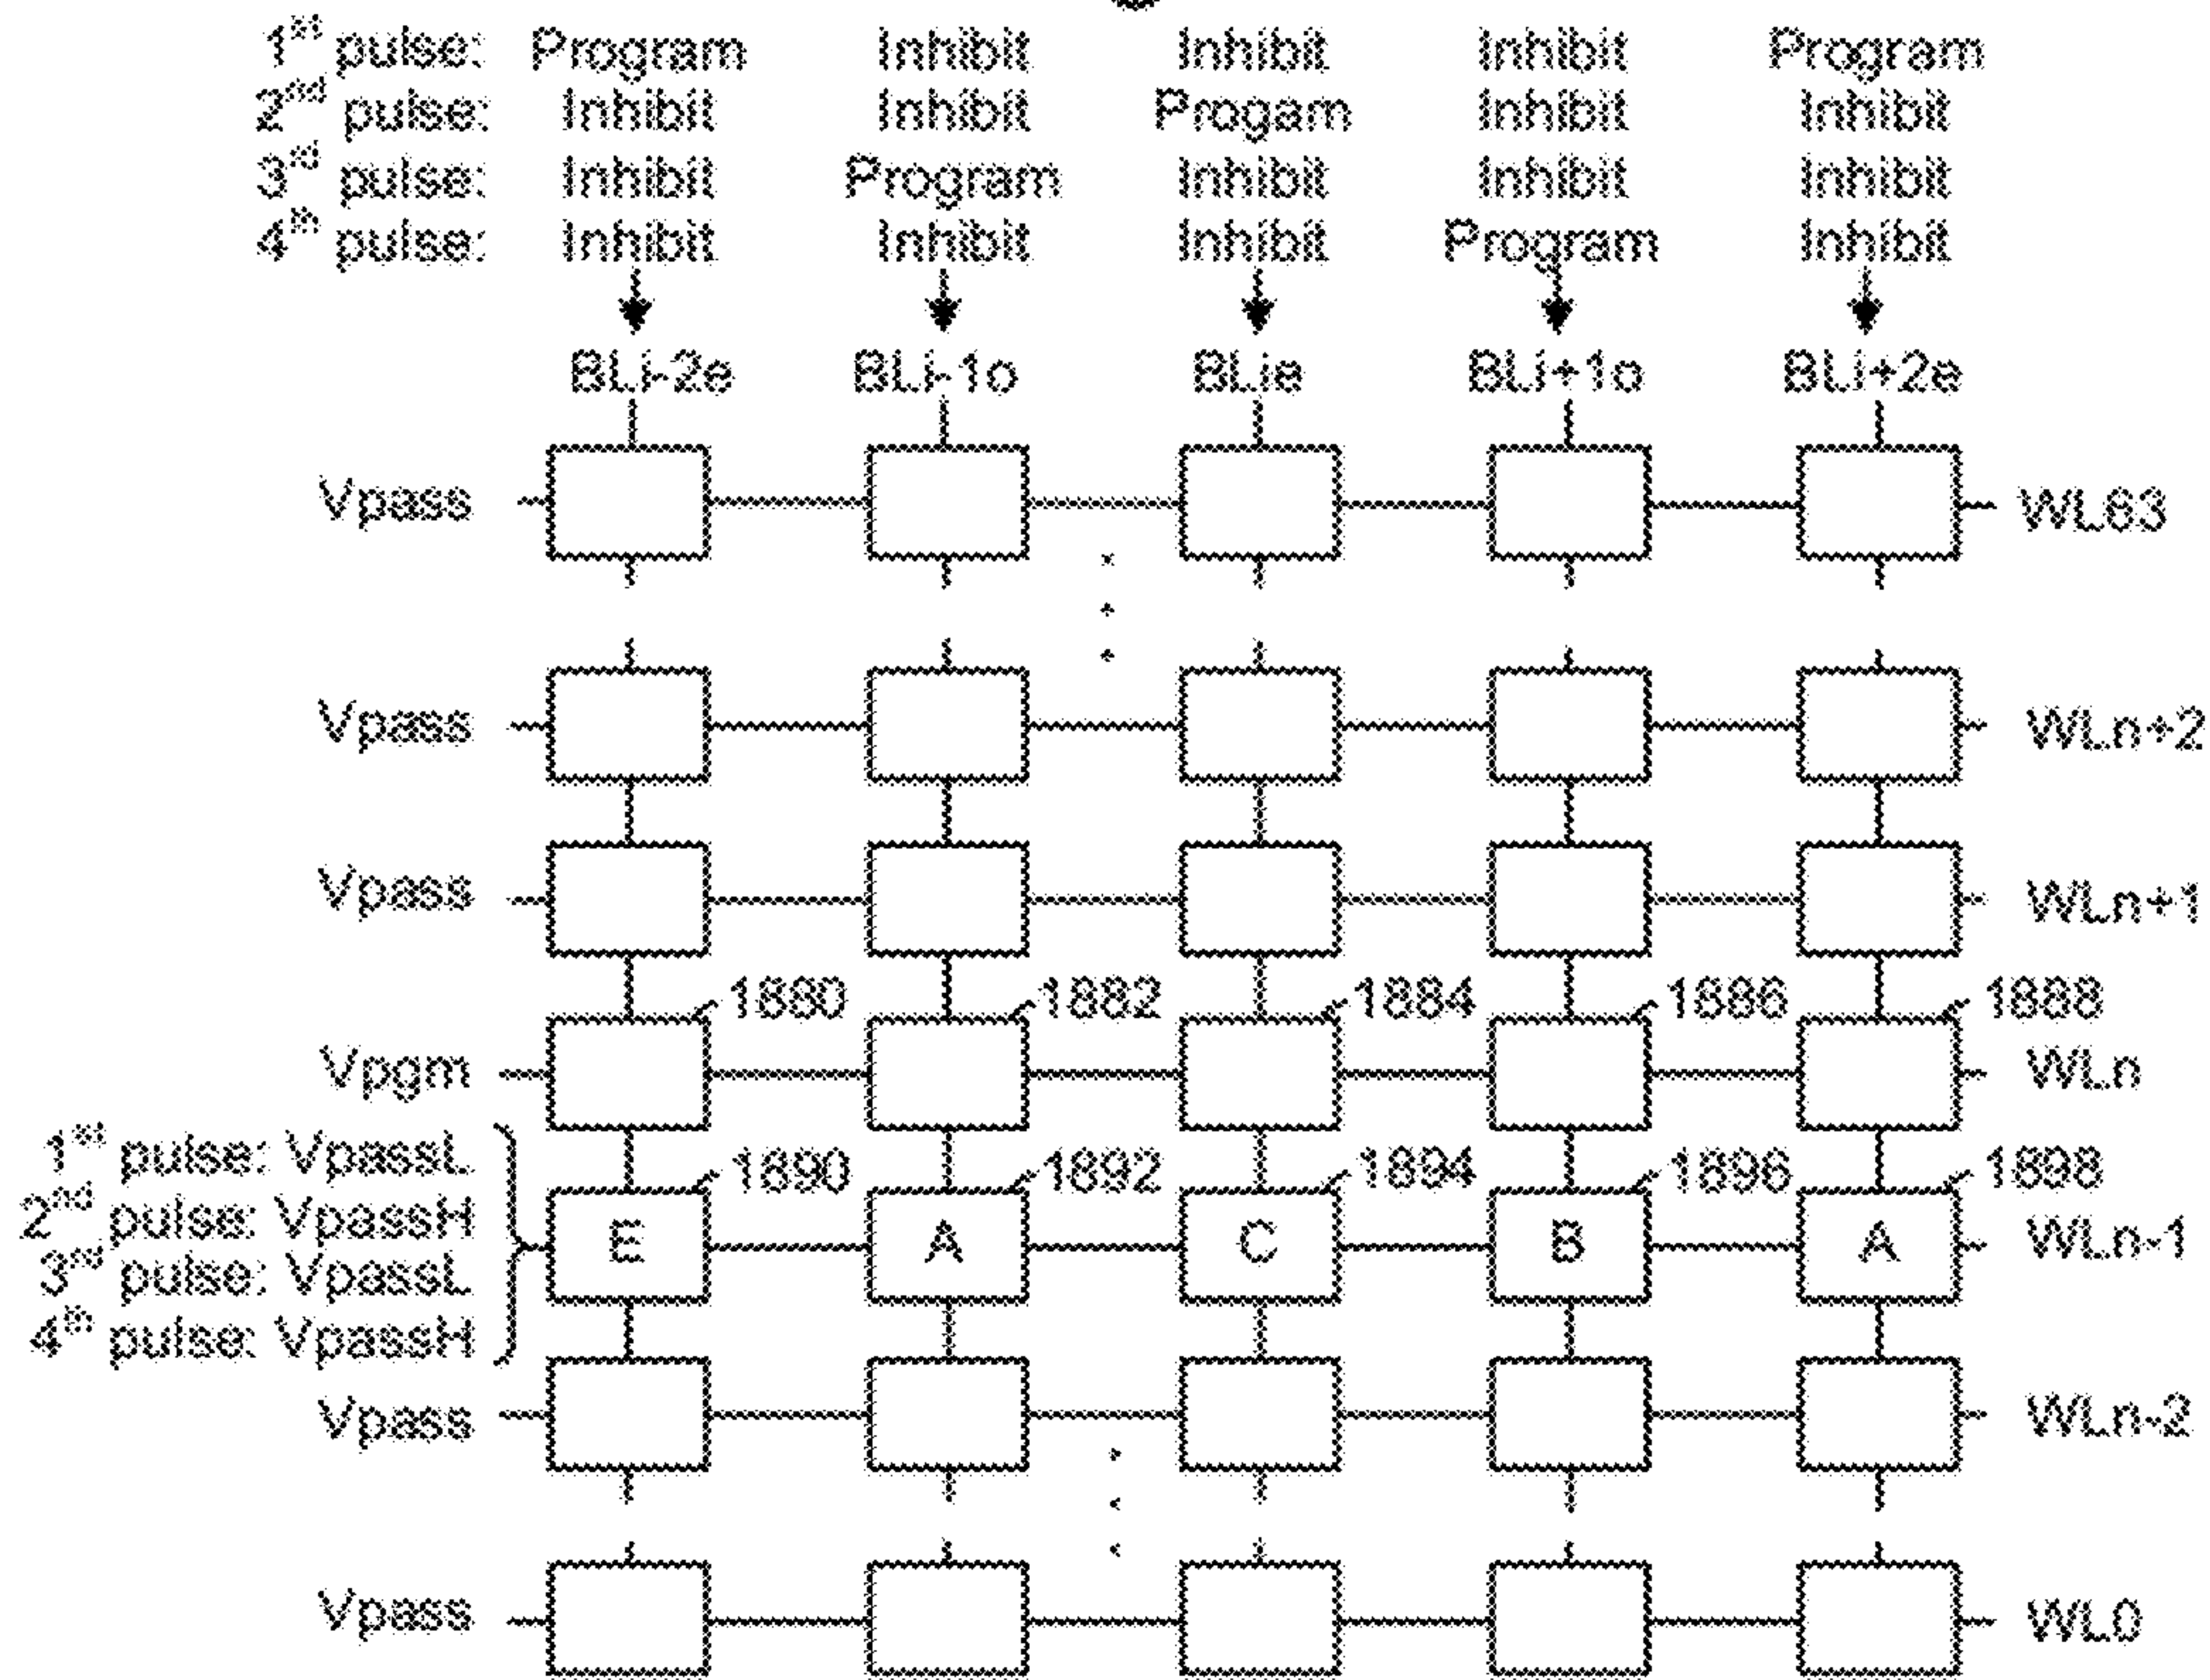 1st pulse: Program Inhibit Inhibit Inhibit Program
2nd pulse: Inhibit Inhibit Progam Inhibit Inhibit
3rd pulse: Inhibit Program Inhibit Inhibit Inhibit
4th pulse: Inhibit Inhibit Inhibit Program Inhibit
BLi-2e BLi-1o BLie BLi+1o BLi+2e
Vpass WL63
Vpass WLn+2
Vpass WLn+1
1880 1882 1884 1886 1888
Vpgm WLn
1st pulse: VpassL
1890 1892 1894 1896 1898
2nd pulse: VpassH
E A C B A WLn-1
3rd pulse: VpassL
4th pulse: VpassH
Vpass WLn-2
Vpass WL0